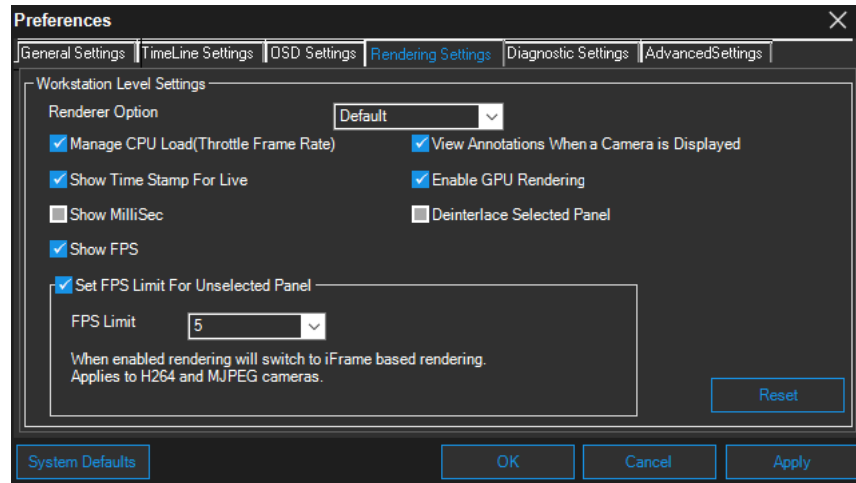 Preferences
General Settings TimeLine Settings OSD Settings Rendering Settings Diagnostic Settings AdvancedSettings
Workstation Level Settings
Renderer Option Default
Manage CPU Load(Throttle Frame Rate) View Annotations When a Camera is Displayed
Show Time Stamp For Live Enable GPU Rendering
Show MilliSec Deinterlace Selected Panel
Show FPS
Set FPS Limit For Unselected Panel
FPS Limit 5
When enabled rendering will switch to iFrame based rendering.
Applies to H264 and MJPEG cameras.
Reset
System Defaults OK Cancel Apply